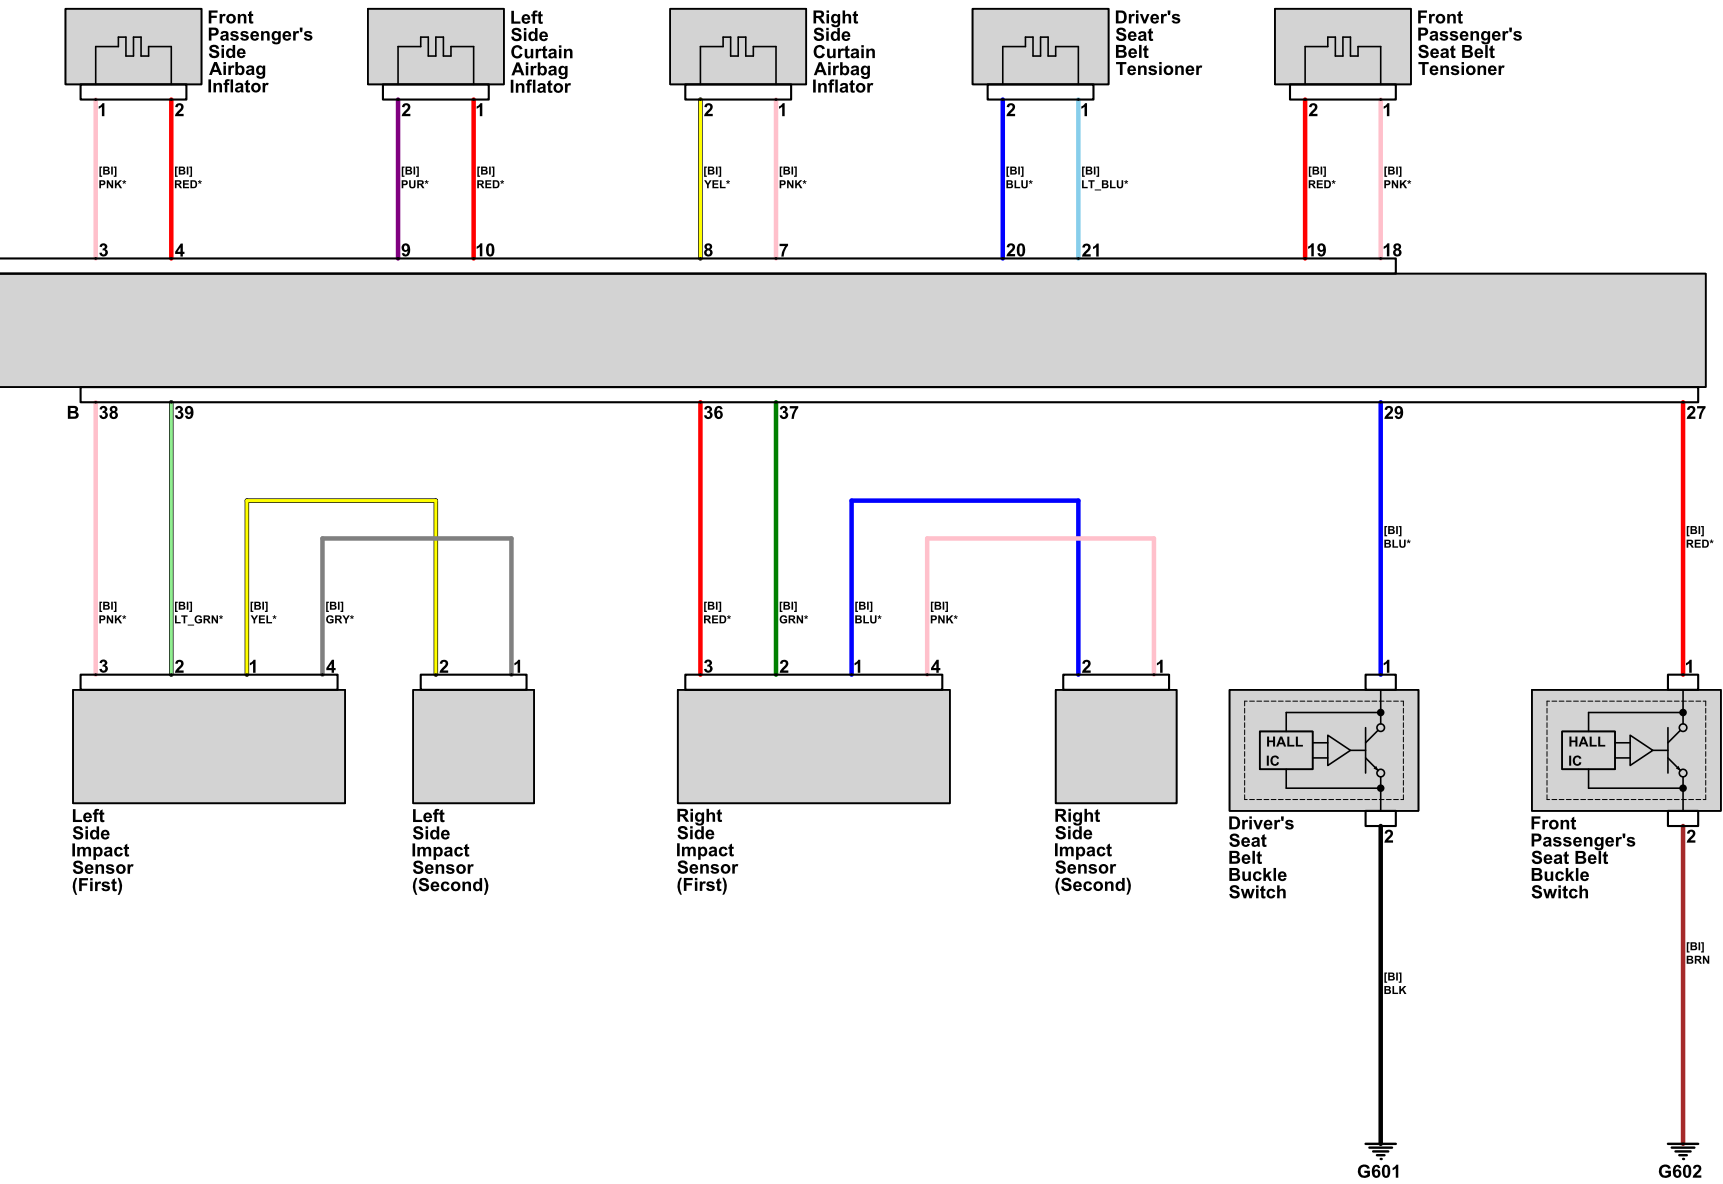 Front
Passenger's
Side
Airbag
Inflator
Left
Side
Curtain
Airbag
Inflator
Right
Side
Curtain
Airbag
Inflator
Driver's
Seat
Belt
Tensioner
Front
Passenger's
Seat Belt
Tensioner
1 2 2 1 2 1 2 1 2 1
[BI]
PNK*
[BI]
RED*
[BI]
PUR*
[BI]
RED*
[BI]
YEL*
[BI]
PNK*
[BI]
BLU*
[BI]
LT_BLU*
[BI]
RED*
[BI]
PNK*
3 4 9 10 8 7 20 21 19 18
B 38 39 36 37 29 27
[BI]
BLU*
[BI]
RED*
[BI]
PNK*
[BI]
LT_GRN*
[BI]
YEL*
[BI]
GRY*
[BI]
RED*
[BI]
GRN*
[BI]
BLU*
[BI]
PNK*
3 2 1 4 2 1 3 2 1 4 2 1 1 1
HALL
IC
HALL
IC
Left
Side
Impact
Sensor
(First)
Left
Side
Impact
Sensor
(Second)
Right
Side
Impact
Sensor
(First)
Right
Side
Impact
Sensor
(Second)
Driver's
Seat
Belt
Buckle
Switch
2
Front
Passenger's
Seat Belt
Buckle
Switch
2
[BI]
BLK
[BI]
BRN
G601
G602